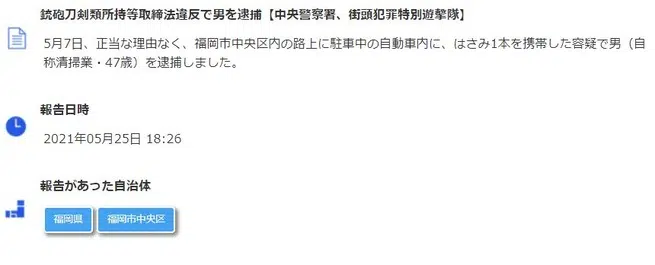 銃砲刀剣類所持等取締法違反で男を逮捕【中央警察署、街頭犯罪特別遊撃隊】
5月7日、正当な理由なく、福岡市中央区内の路上に駐車中の自動車内に、はさみ1本を携帯した容疑で男（自
称清掃業・47歳）を逮捕しました。
報告日時
2021年05月25日 18:26
報告があった自治体
福岡県 福岡市中央区